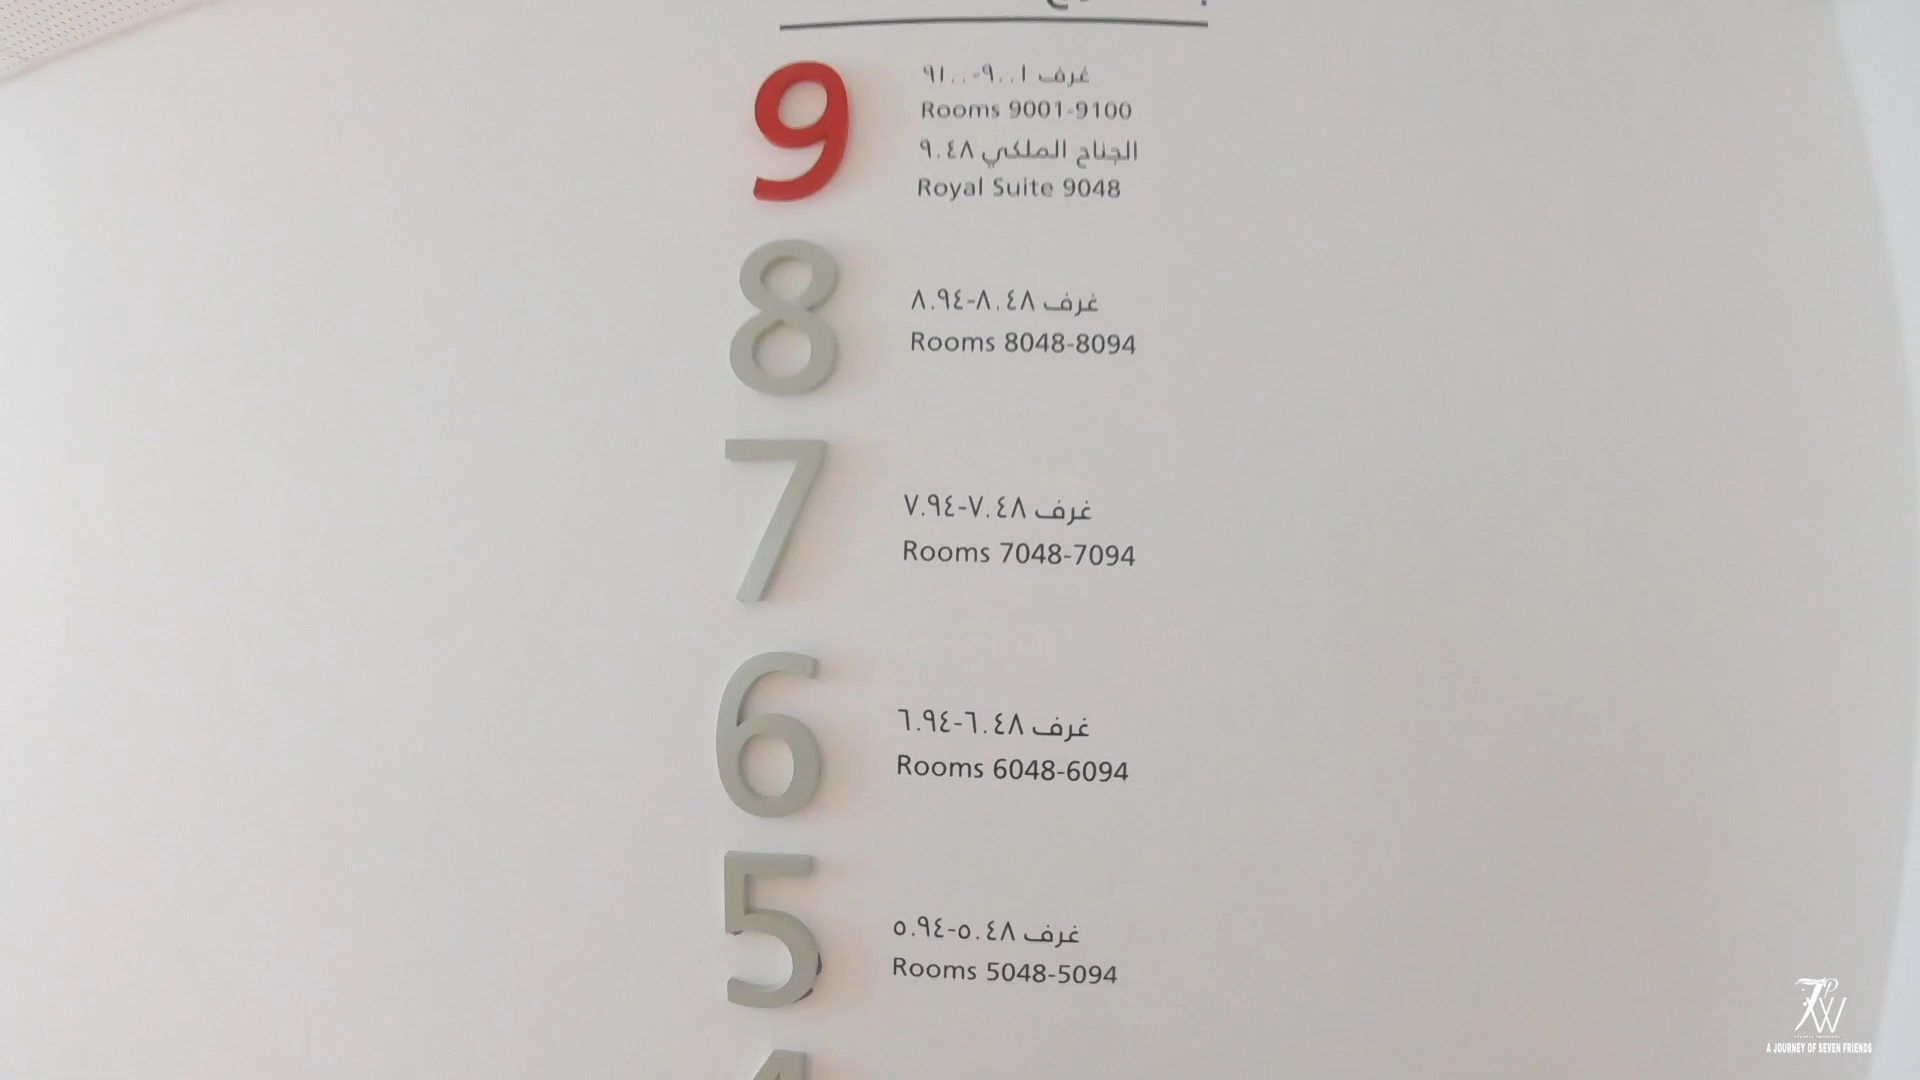 9
غرف ٩٠٠١-٩١٠٠
Rooms 9001-9100
الجناح الملكي ٩٠٤٨
Royal Suite 9048
8
غرف ٨٠٤٨-٨٠٩٤
Rooms 8048-8094
7
غرف ٧٠٤٨-٧٠٩٤
Rooms 7048-7094
6
غرف ٦٠٤٨-٦٠٩٤
Rooms 6048-6094
5
غرف ٥٠٤٨-٥٠٩٤
Rooms 5048-5094
4
A JOURNEY OF SEVEN FRIENDS